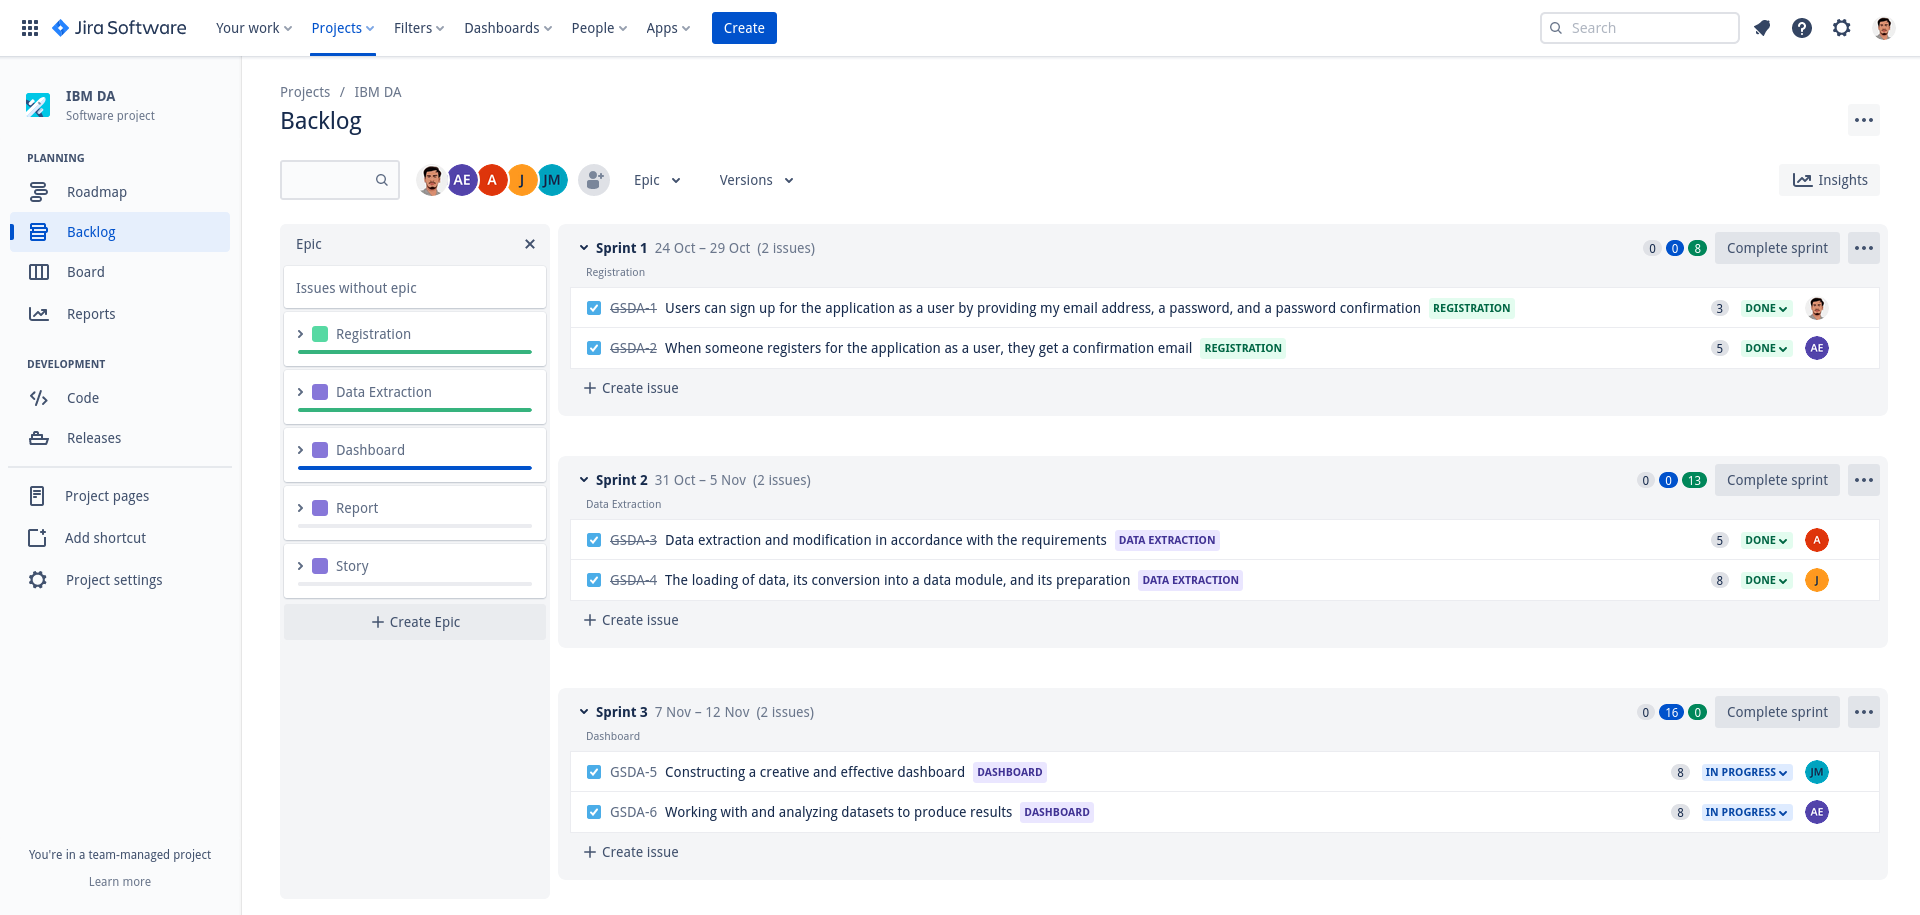 Jira Software Your work Projects Filters Dashboards People Apps Create Search
IBM DA
Software project
PLANNING
Roadmap
Backlog
Board
Reports
DEVELOPMENT
Code
Releases
Project pages
Add shortcut
Project settings
You're in a team-managed project
Learn more
Projects / IBM DA
Backlog
AE A J JM Epic Versions Insights
Epic
Issues without epic
Registration
Data Extraction
Dashboard
Report
Story
Create Epic
Sprint 1 24 Oct – 29 Oct (2 issues) 0 0 8 Complete sprint
Registration
GSDA-1 Users can sign up for the application as a user by providing my email address, a password, and a password confirmation REGISTRATION 3 DONE
GSDA-2 When someone registers for the application as a user, they get a confirmation email REGISTRATION 5 DONE AE
Create issue
Sprint 2 31 Oct – 5 Nov (2 issues) 0 0 13 Complete sprint
Data Extraction
GSDA-3 Data extraction and modification in accordance with the requirements DATA EXTRACTION 5 DONE A
GSDA-4 The loading of data, its conversion into a data module, and its preparation DATA EXTRACTION 8 DONE J
Create issue
Sprint 3 7 Nov – 12 Nov (2 issues) 0 16 0 Complete sprint
Dashboard
GSDA-5 Constructing a creative and effective dashboard DASHBOARD 8 IN PROGRESS JM
GSDA-6 Working with and analyzing datasets to produce results DASHBOARD 8 IN PROGRESS AE
Create issue